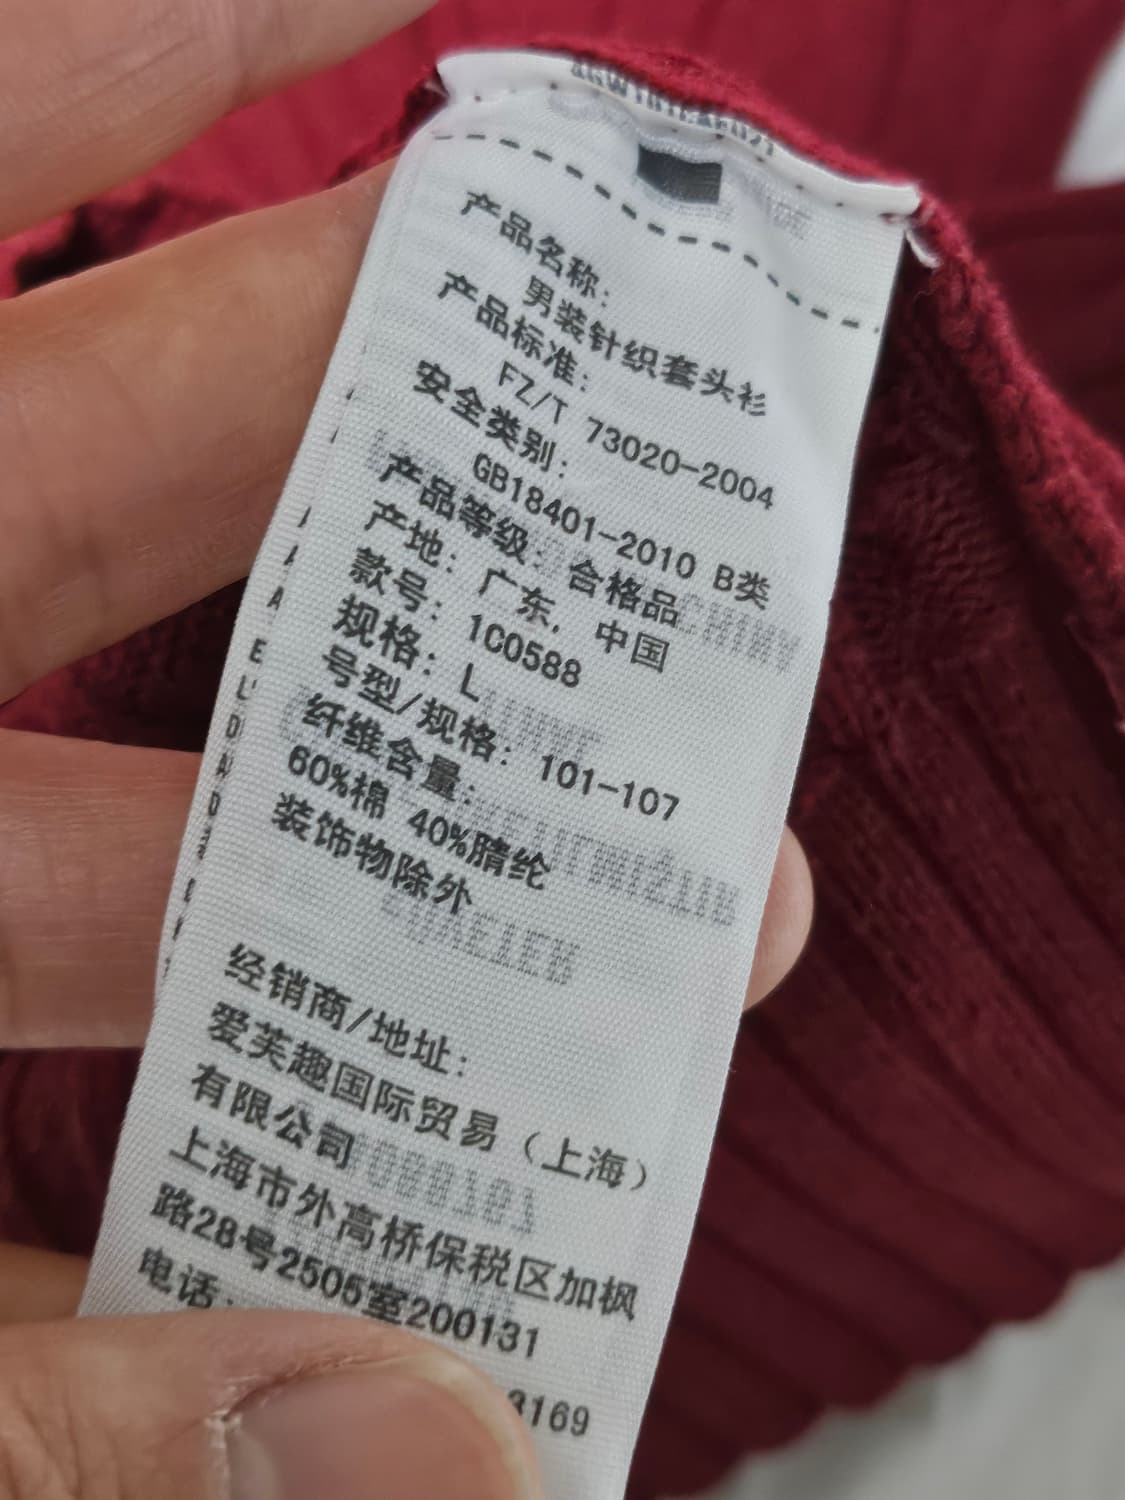 产品名称:
男装针织套头衫
产品标准:
FZ/T 73020-2004
安全类别:
GB18401-2010 B类
产品等级: 合格品
产地: 广东, 中国
款号: 1C0588
规格: L
号型/规格: 101-107
纤维含量:
60%棉 40%腈纶
装饰物除外
经销商/地址:
爱芙趣国际贸易（上海）
有限公司
上海市外高桥保税区加枫
路28号2505室200131
电话:
3169